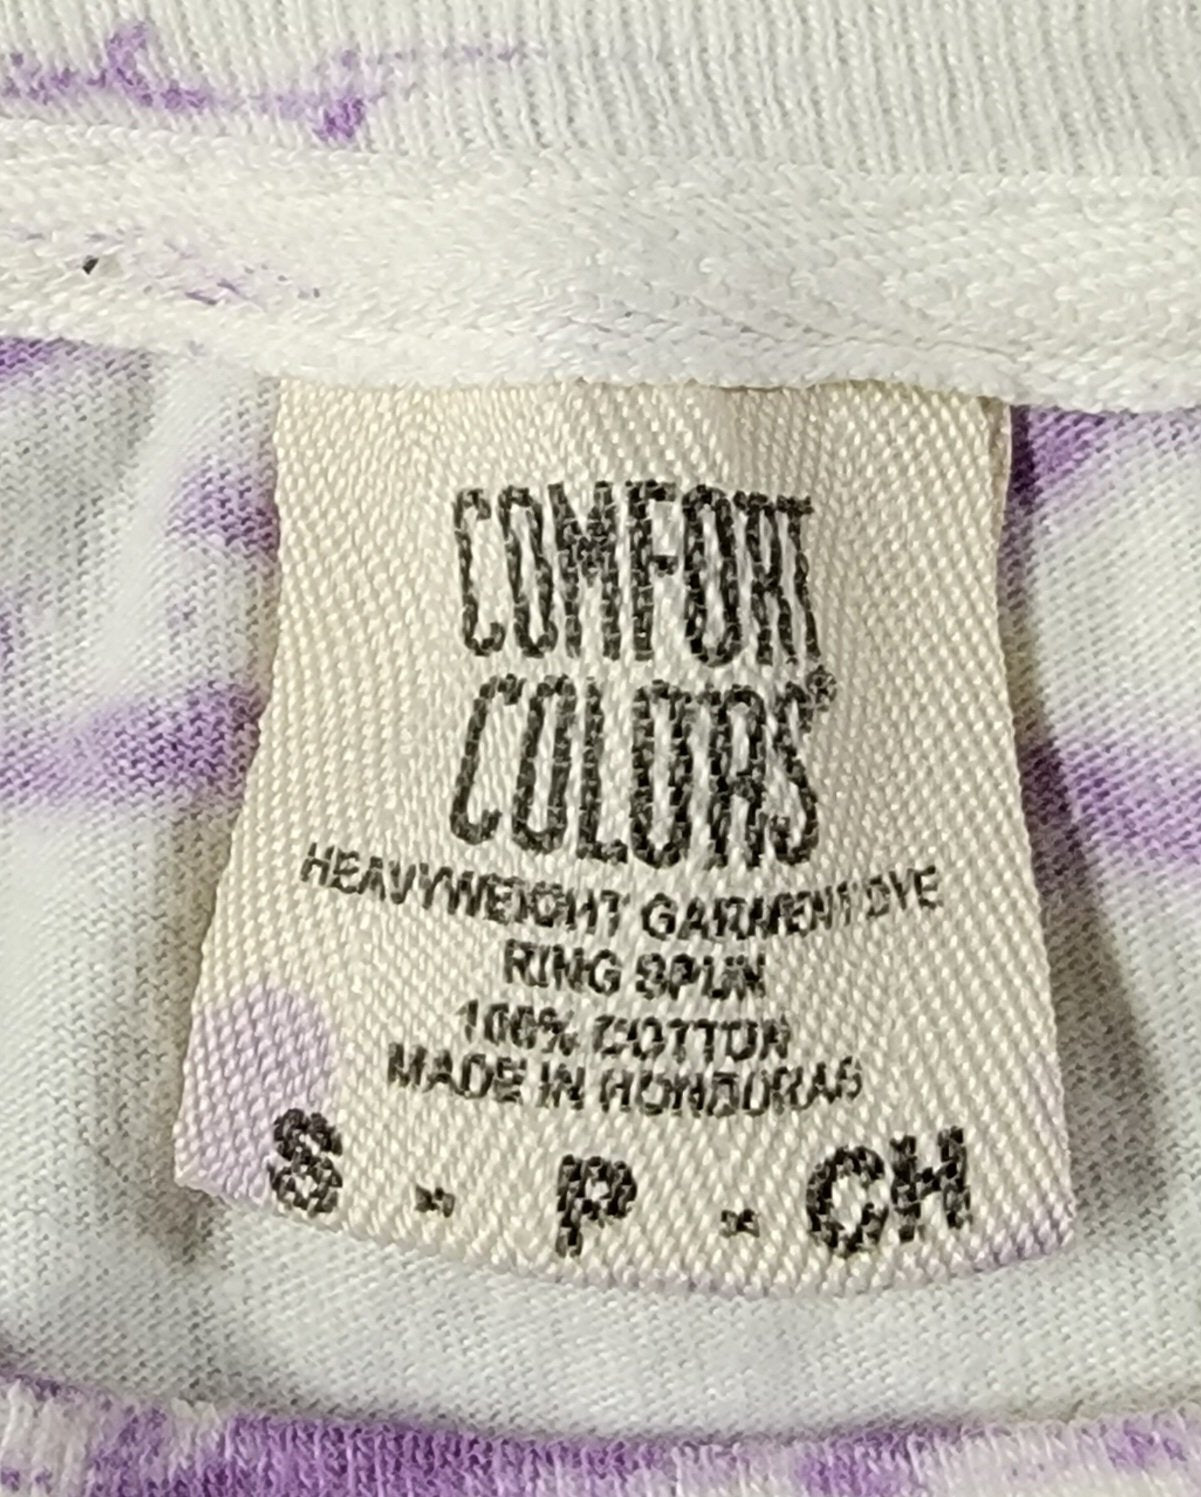 COMFORT
COLORS®
HEAVYWEIGHT GARMENT DYE
RING SPUN
100% COTTON
MADE IN HONDURAS
S - P - CH